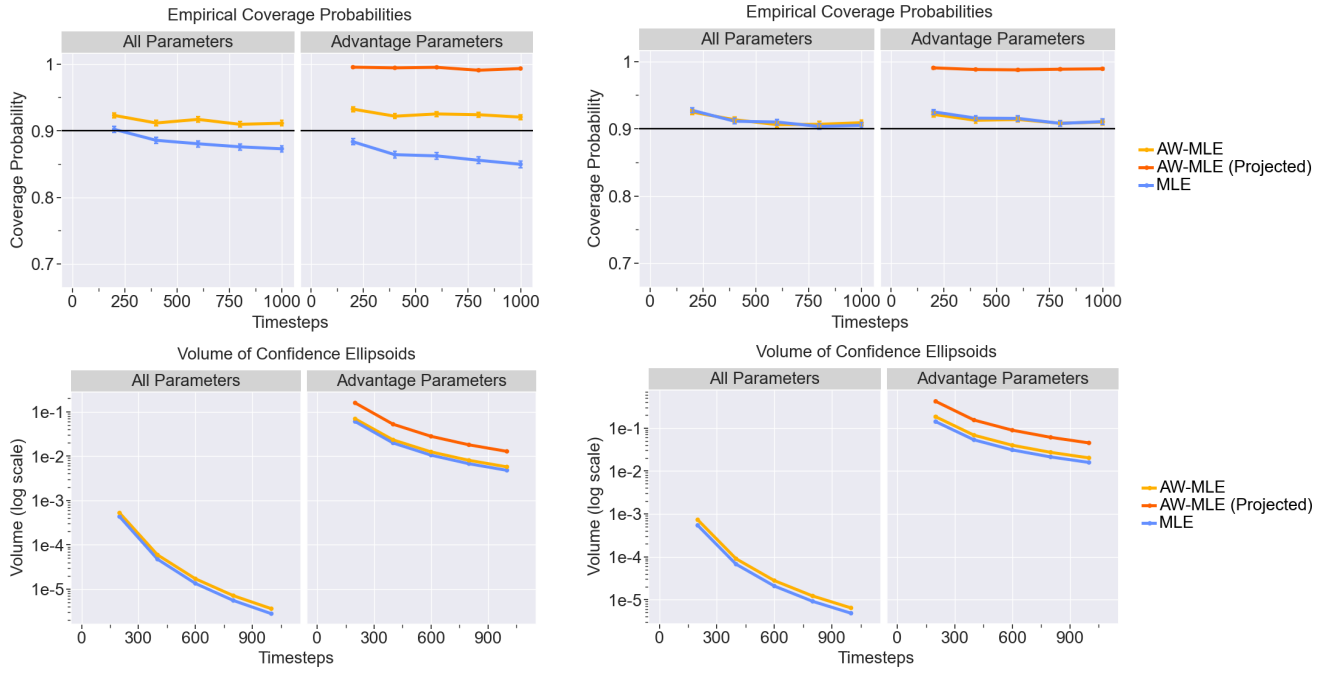 Empirical Coverage Probabilities
All Parameters Advantage Parameters
Coverage Probability
1
0.9
0.8
0.7
0 250 500 750 1000 0 250 500 750 1000
Timesteps
Empirical Coverage Probabilities
All Parameters Advantage Parameters
Coverage Probability
1
0.9
0.8
0.7
0 250 500 750 1000 0 250 500 750 1000
Timesteps
AW-MLE
AW-MLE (Projected)
MLE
Volume of Confidence Ellipsoids
All Parameters Advantage Parameters
Volume (log scale)
1e-1
1e-2
1e-3
1e-4
1e-5
0 300 600 900 0 300 600 900
Timesteps
Volume of Confidence Ellipsoids
All Parameters Advantage Parameters
Volume (log scale)
1e-1
1e-2
1e-3
1e-4
1e-5
0 300 600 900 0 300 600 900
Timesteps
AW-MLE
AW-MLE (Projected)
MLE